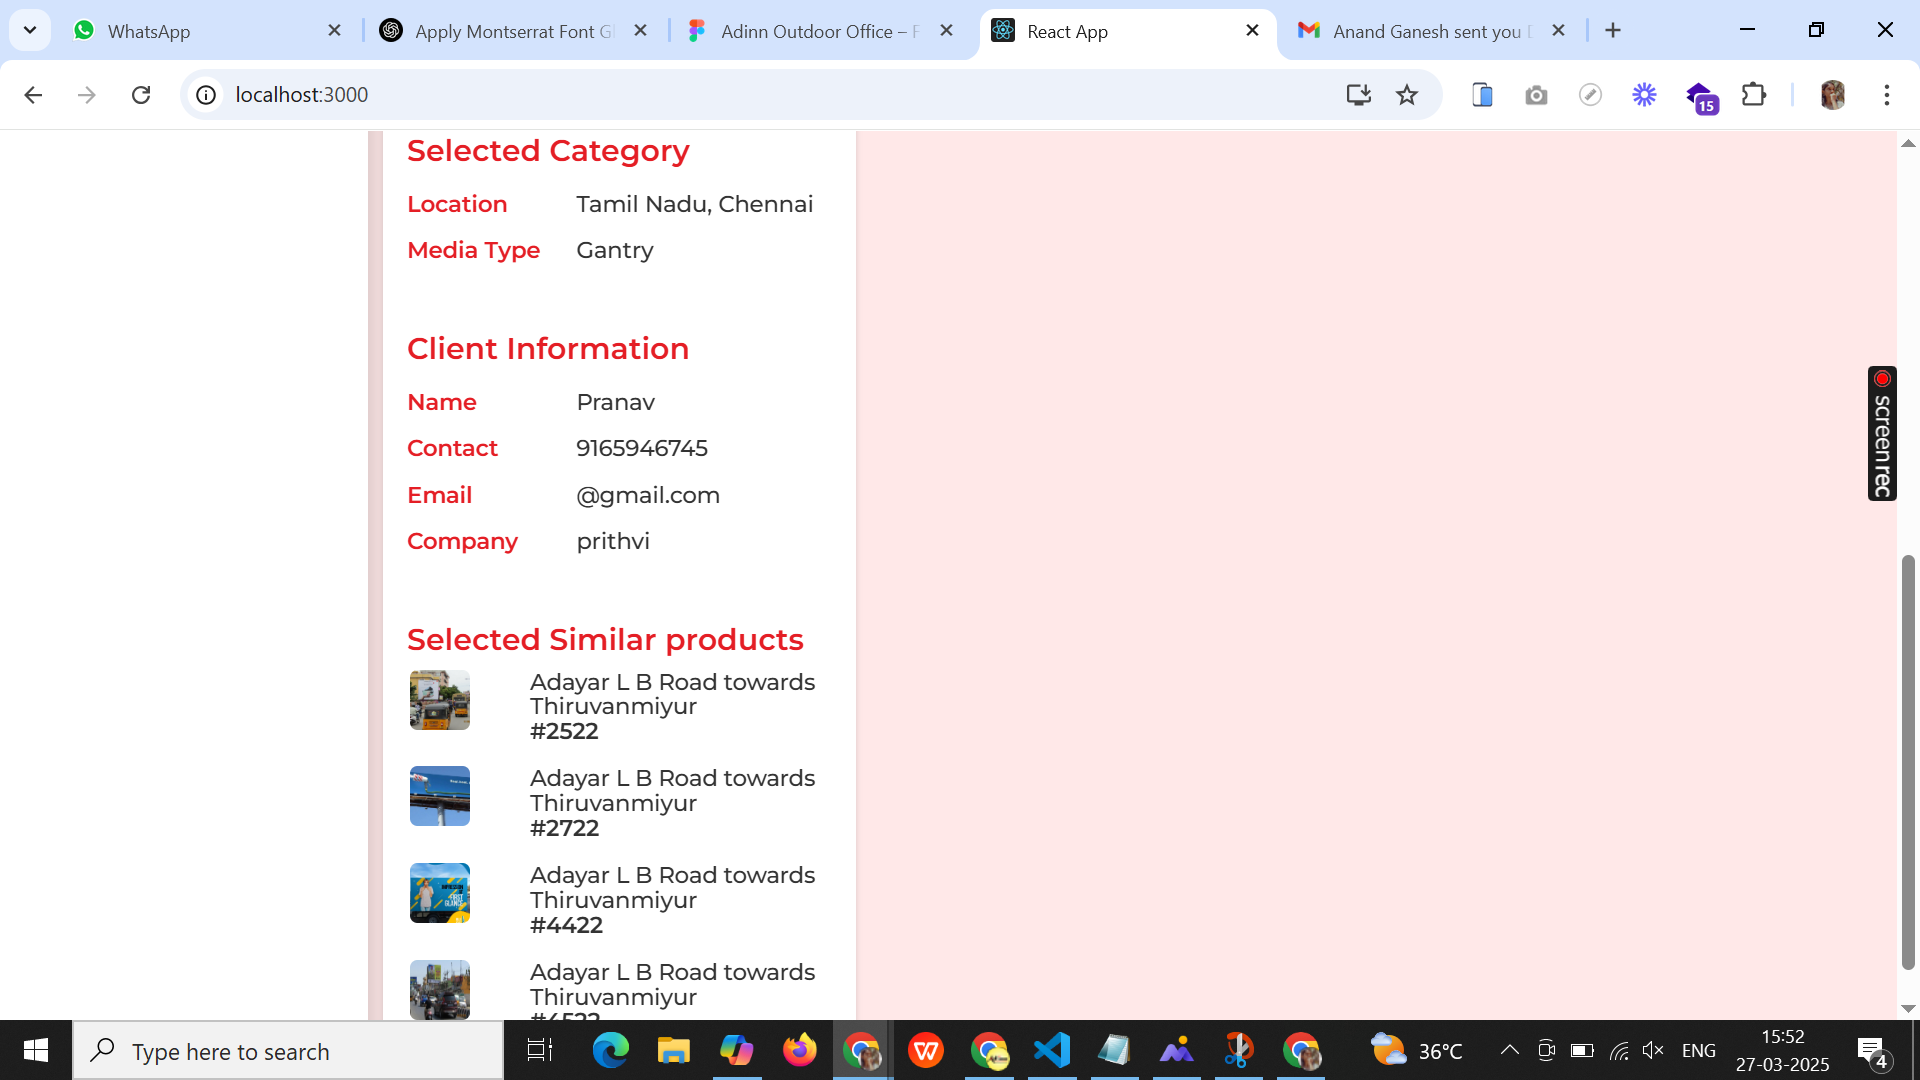 WhatsApp
Apply Montserrat Font Gl
Adinn Outdoor Office – F
React App
Anand Ganesh sent you D
localhost:3000
15
Selected Category
Location Tamil Nadu, Chennai
Media Type Gantry
Client Information
Name Pranav
Contact 9165946745
Email @gmail.com
Company prithvi
Selected Similar products
Adayar L B Road towards
Thiruvanmiyur
#2522
Adayar L B Road towards
Thiruvanmiyur
#2722
Adayar L B Road towards
Thiruvanmiyur
#4422
Adayar L B Road towards
Thiruvanmiyur
#4522
screenrec
Type here to search
36°C
ENG
15:52
27-03-2025
4